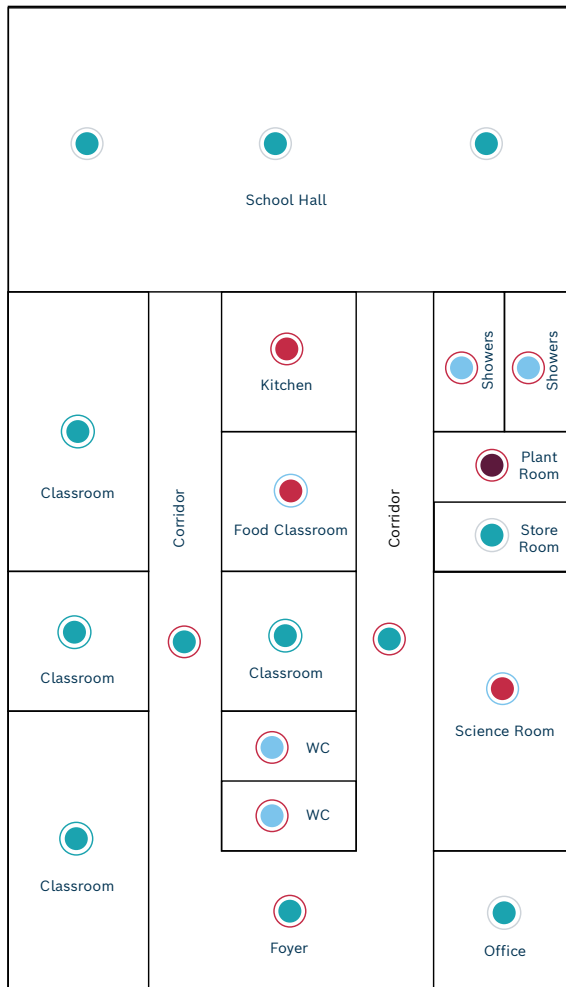 School Hall
Kitchen
Showers
Showers
Plant
Room
Classroom
Corridor
Food Classroom
Corridor
Store
Room
Classroom
Classroom
Science Room
WC
WC
Classroom
Foyer
Office